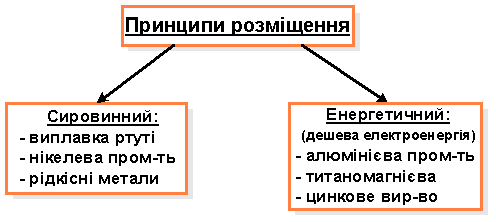 Принципи розміщення
Сировинний:
- виплавка ртуті
- нікелева пром-ть
- рідкісні метали
Енергетичний:
(дешева електроенергія)
- алюмінієва пром-ть
- титаномагнієва
- цинкове вир-во